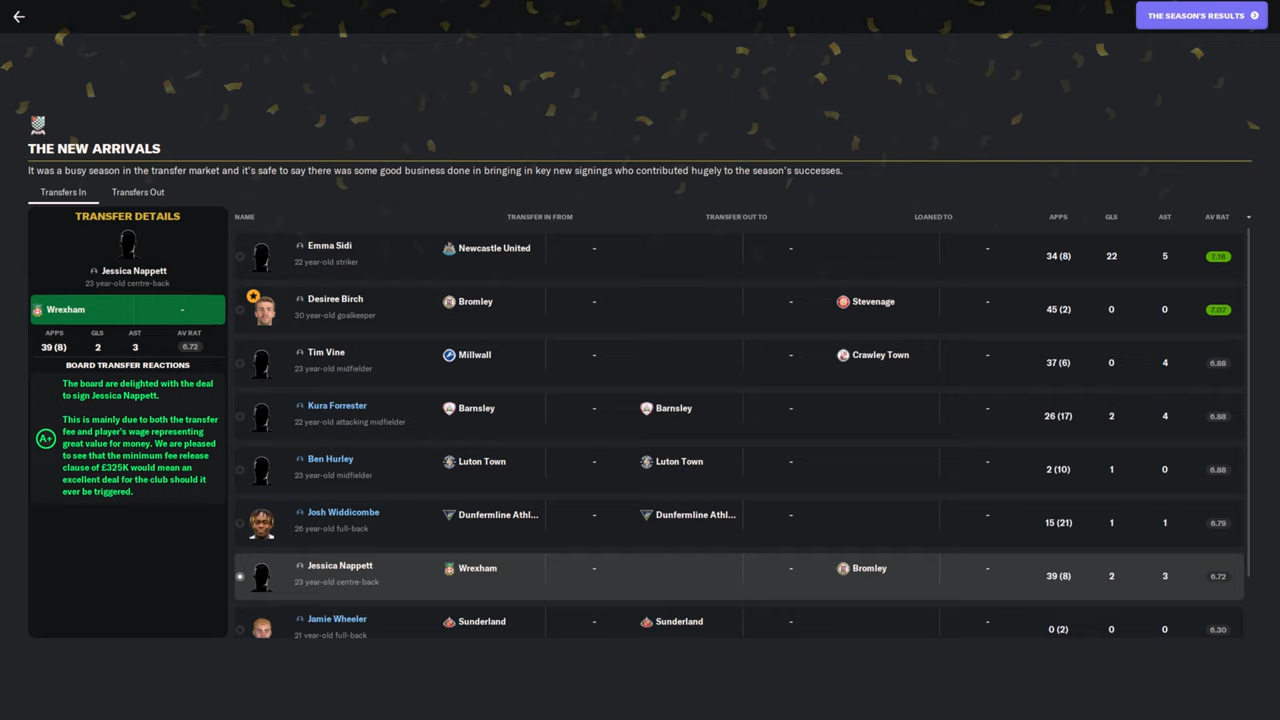 THE SEASON'S RESULTS
THE NEW ARRIVALS
It was a busy season in the transfer market and it's safe to say there was some good business done in bringing in key new signings who contributed hugely to the season's successes.
Transfers In Transfers Out
TRANSFER DETAILS
Jessica Nappett
23 year-old centre-back
Wrexham -
APPS GLS AST AV RAT
39 (8) 2 3 6.72
BOARD TRANSFER REACTIONS
The board are delighted with the deal
to sign Jessica Nappett.
A+
This is mainly due to both the transfer
fee and player's wage representing
great value for money. We are pleased
to see that the minimum fee release
clause of £325K would mean an
excellent deal for the club should it
ever be triggered.
NAME TRANSFER IN FROM TRANSFER OUT TO LOANED TO APPS GLS AST AV RAT
Emma Sidi Newcastle United - - - 34 (8) 22 5 7.16
22 year-old striker
Desiree Birch Bromley - - Stevenage - 45 (2) 0 0 7.07
30 year-old goalkeeper
Tim Vine Millwall - - Crawley Town - 37 (6) 0 4 6.88
23 year-old midfielder
Kura Forrester Barnsley - Barnsley - - 26 (17) 2 4 6.88
22 year-old attacking midfielder
Ben Hurley Luton Town - Luton Town - - 2 (10) 1 0 6.88
23 year-old midfielder
Josh Widdicombe Dunfermline Athl... - Dunfermline Athl... - - 15 (21) 1 1 6.79
26 year-old full-back
Jessica Nappett Wrexham - - Bromley - 39 (8) 2 3 6.72
23 year-old centre-back
Jamie Wheeler Sunderland - Sunderland - - 0 (2) 0 0 6.30
21 year-old full-back